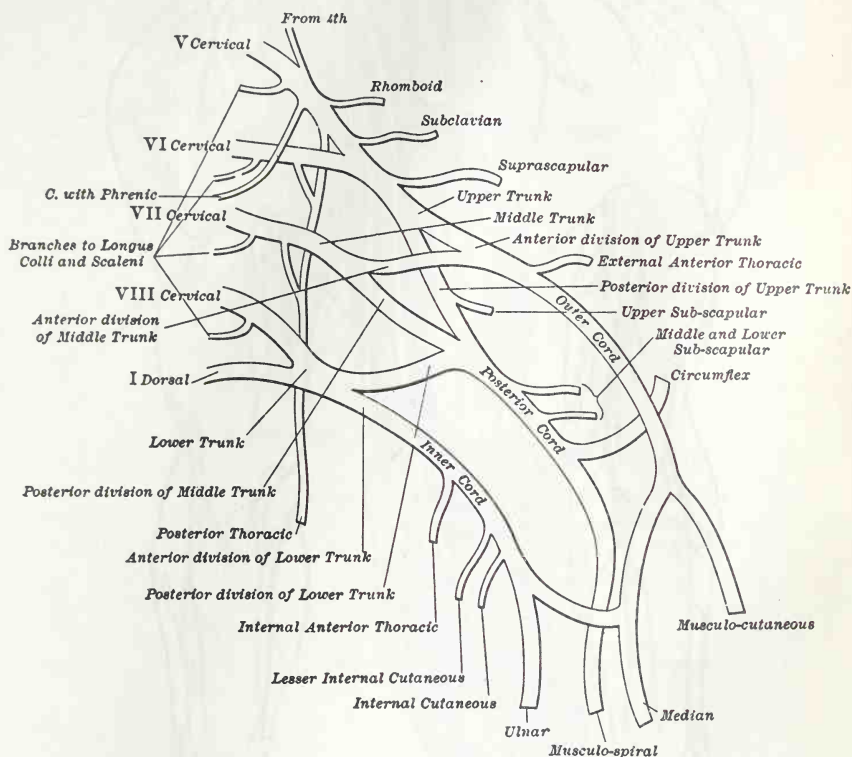 From 4th
V Cervical
Rhomboid
Subclavian
VI Cervical
Suprascapular
C. with Phrenic
Upper Trunk
VII Cervical
Middle Trunk
Branches to Longus
Colli and Scaleni
Anterior division of Upper Trunk
External Anterior Thoracic
VIII Cervical
Posterior division of Upper Trunk
Anterior division
of Middle Trunk
Upper Sub-scapular
Outer Cord
Middle and Lower
Sub-scapular
I Dorsal
Circumflex
Posterior Cord
Lower Trunk
Inner Cord
Posterior division of Middle Trunk
Posterior Thoracic
Anterior division of Lower Trunk
Posterior division of Lower Trunk
Internal Anterior Thoracic
Musculo-cutaneous
Lesser Internal Cutaneous
Internal Cutaneous
Median
Ulnar
Musculo-spiral